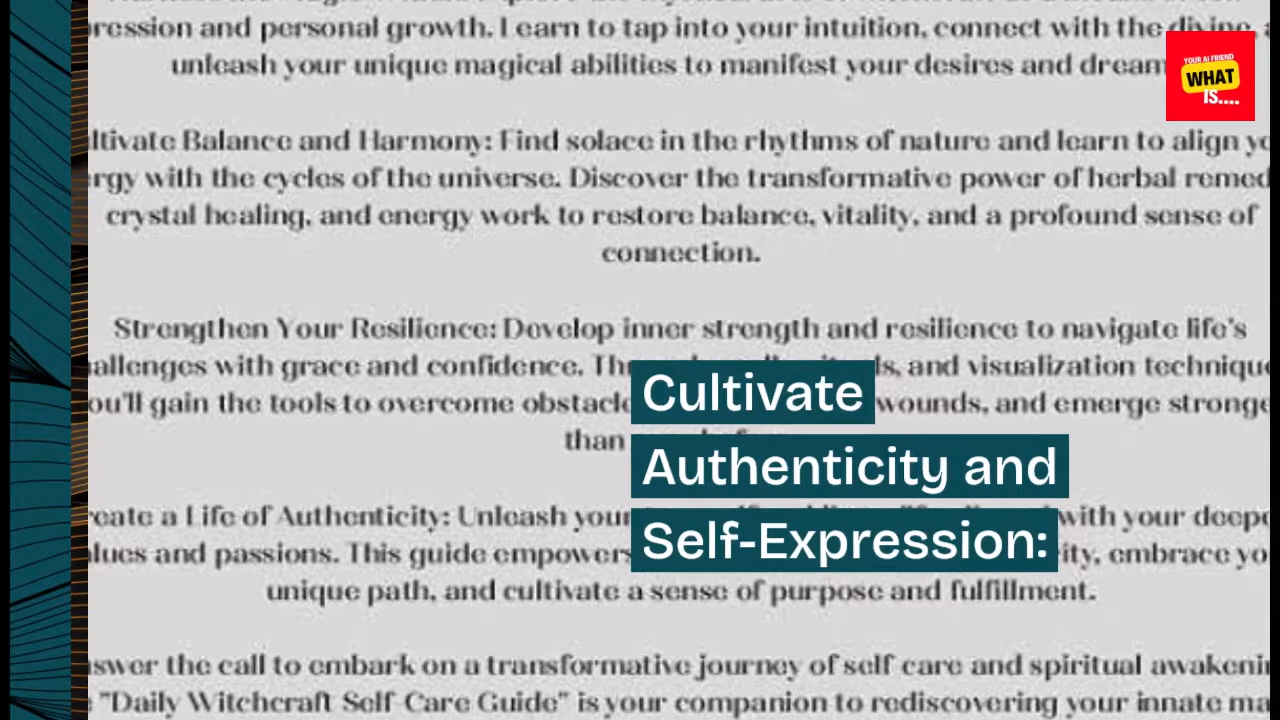 ression and personal growth. Learn to tap into your intuition, connect with the divine, a
unleash your unique magical abilities to manifest your desires and dream
YOUR AI FRIEND
WHAT
IS....
ltivate Balance and Harmony: Find solace in the rhythms of nature and learn to align yo
rgy with the cycles of the universe. Discover the transformative power of herbal remed
crystal healing, and energy work to restore balance, vitality, and a profound sense of
connection.
Strengthen Your Resilience: Develop inner strength and resilience to navigate life's
allenges with grace and confidence. Th ls, and visualization technique
ou'll gain the tools to overcome obstacle wounds, and emerge stronge
than
Cultivate
Authenticity and
Self-Expression:
reate a Life of Authenticity: Unleash your with your deepe
lues and passions. This guide empowers ity, embrace yo
unique path, and cultivate a sense of purpose and fulfillment.
nswer the call to embark on a transformative journey of self care and spiritual awakenin
"Daily Witchcraft Self Care Guide" is your companion to rediscovering your innate ma